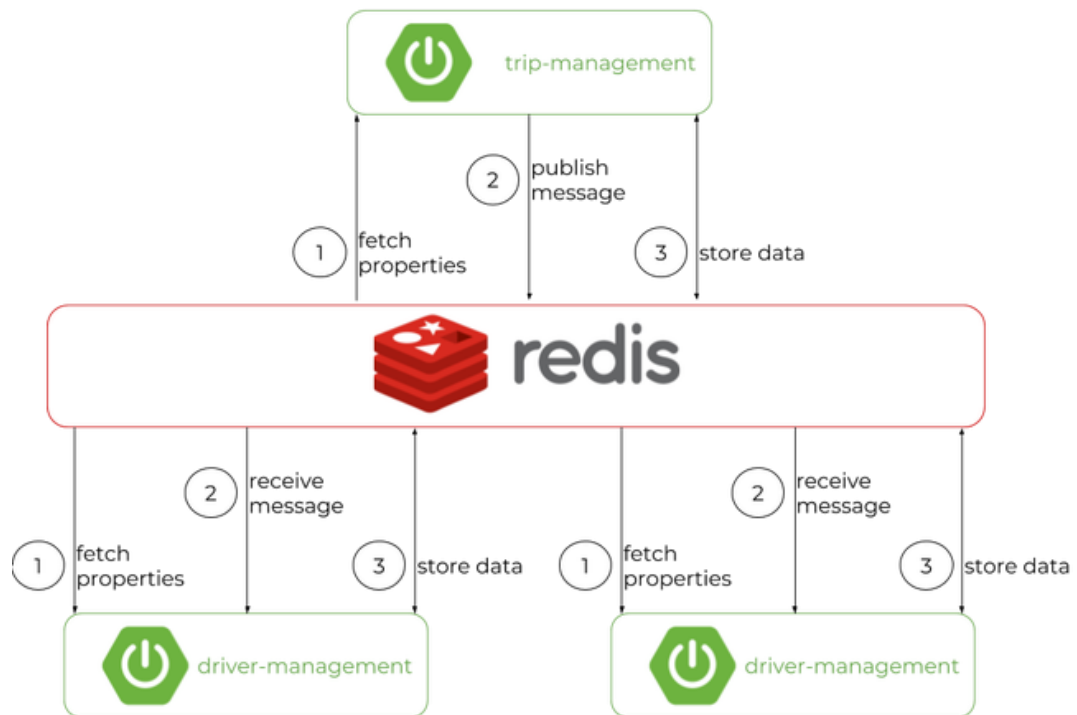 trip-management
2
publish
message
1
fetch
properties
3
store data
redis
1
fetch
properties
2
receive
message
3
store data
1
fetch
properties
2
receive
message
3
store data
driver-management
driver-management